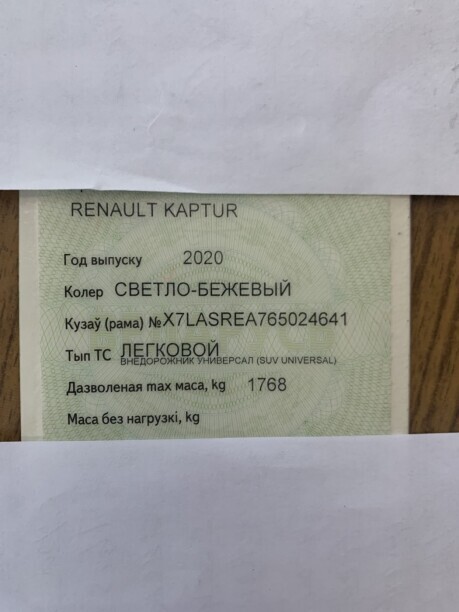 RENAULT KAPTUR
Год выпуску 2020
Колер СВЕТЛО-БЕЖЕВЫЙ
Кузаў (рама) №X7LASREA765024641
Тып ТС ЛЕГКОВОЙ
ВНЕДОРОЖНИК УНИВЕРСАЛ (SUV UNIVERSAL)
Дазволеная max маса, kg 1768
Маса без нагрузкі, kg